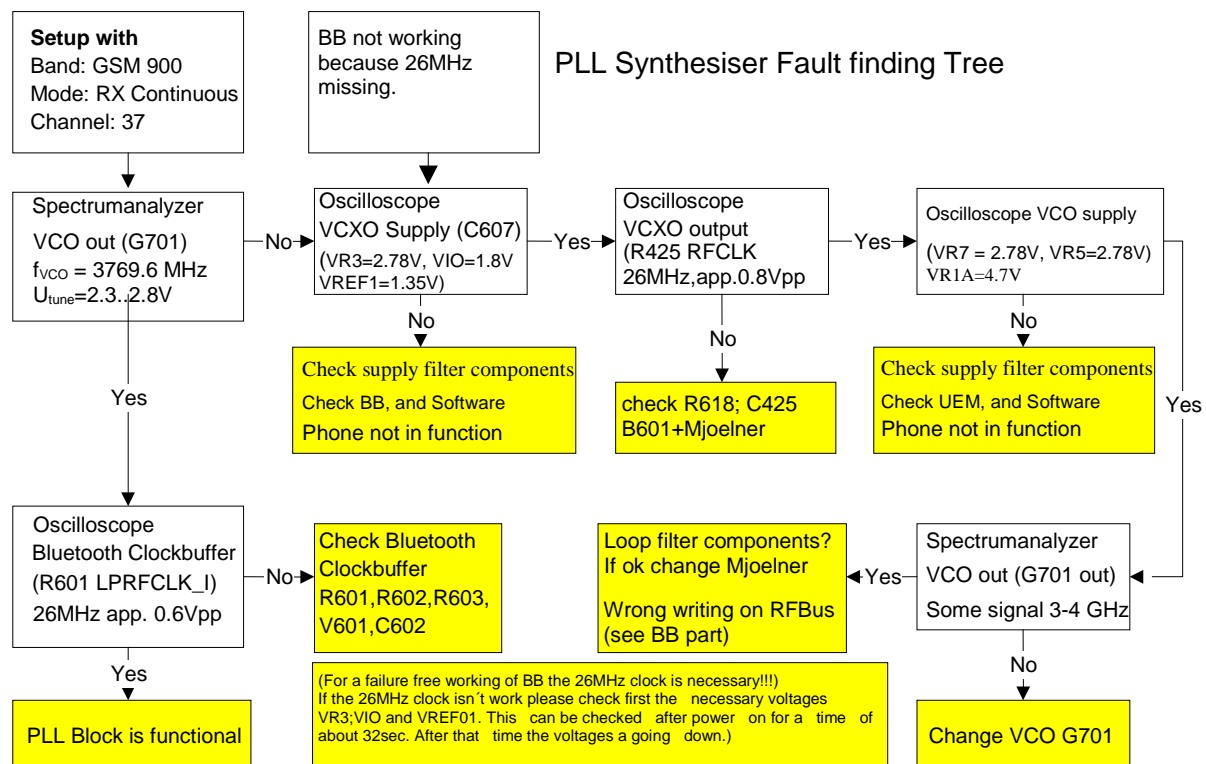 Setup with
Band: GSM 900
Mode: RX Continuous
Channel: 37
BB not working
because 26MHz
missing.
PLL Synthesiser Fault finding Tree
Spectrumanalyzer
VCO out (G701)
fVCO = 3769.6 MHz
Utune=2.3..2.8V
No
Oscilloscope
VCXO Supply (C607)
(VR3=2.78V, VIO=1.8V
VREF1=1.35V)
Yes
Oscilloscope
VCXO output
(R425 RFCLK
26MHz,app.0.8Vpp
Yes
Oscilloscope VCO supply
(VR7 = 2.78V, VR5=2.78V)
VR1A=4.7V
No
No
No
Check supply filter components
Check BB, and Software
Phone not in function
check R618; C425
B601+Mjoelner
Check supply filter components
Check UEM, and Software
Phone not in function
Yes
Yes
Oscilloscope
Bluetooth Clockbuffer
(R601 LPRFCLK_I)
26MHz app. 0.6Vpp
No
Check Bluetooth
Clockbuffer
R601,R602,R603,
V601,C602
Loop filter components?
If ok change Mjoelner
Wrong writing on RFBus
(see BB part)
Yes
Spectrumanalyzer
VCO out (G701 out)
Some signal 3-4 GHz
Yes
No
PLL Block is functional
(For a failure free working of BB the 26MHz clock is necessary!!!)
If the 26MHz clock isn´t work please check first the necessary voltages
VR3;VIO and VREF01. This can be checked after power on for a time of
about 32sec. After that time the voltages a going down.)
Change VCO G701